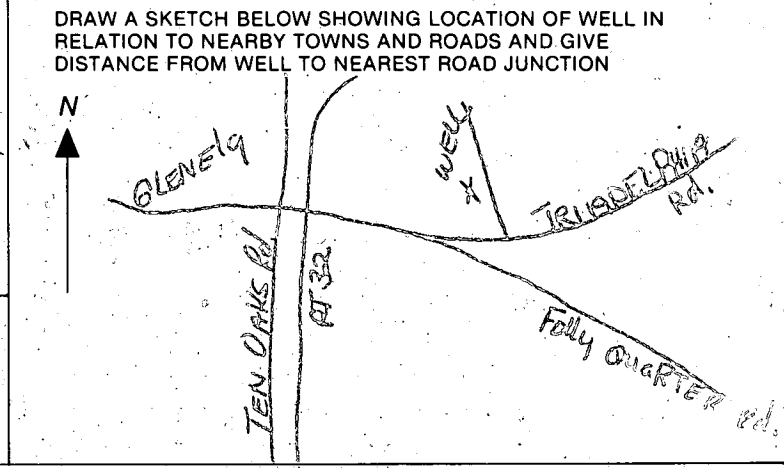 DRAW A SKETCH BELOW SHOWING LOCATION OF WELL IN
RELATION TO NEARBY TOWNS AND ROADS AND GIVE
DISTANCE FROM WELL TO NEAREST ROAD JUNCTION
N
GLENElg
WELL
X
TRIADELPHIA
Rd.
TEN OAKS Rd.
RT 32
Folly QUARTER Rd.